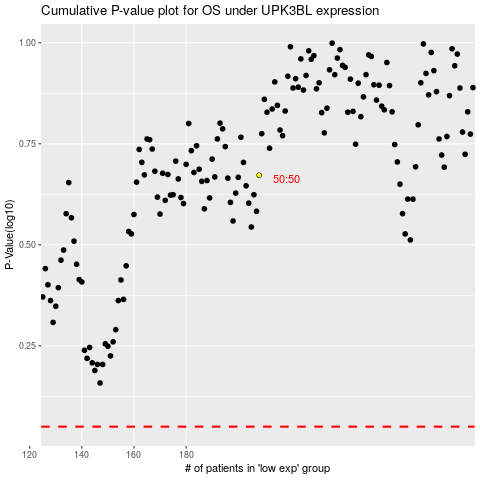 Cumulative P-value plot for OS under UPK3BL expression
P-Value(log10)
1.00
0.75
0.50
0.25
50:50
120 140 160 180
# of patients in 'low exp' group